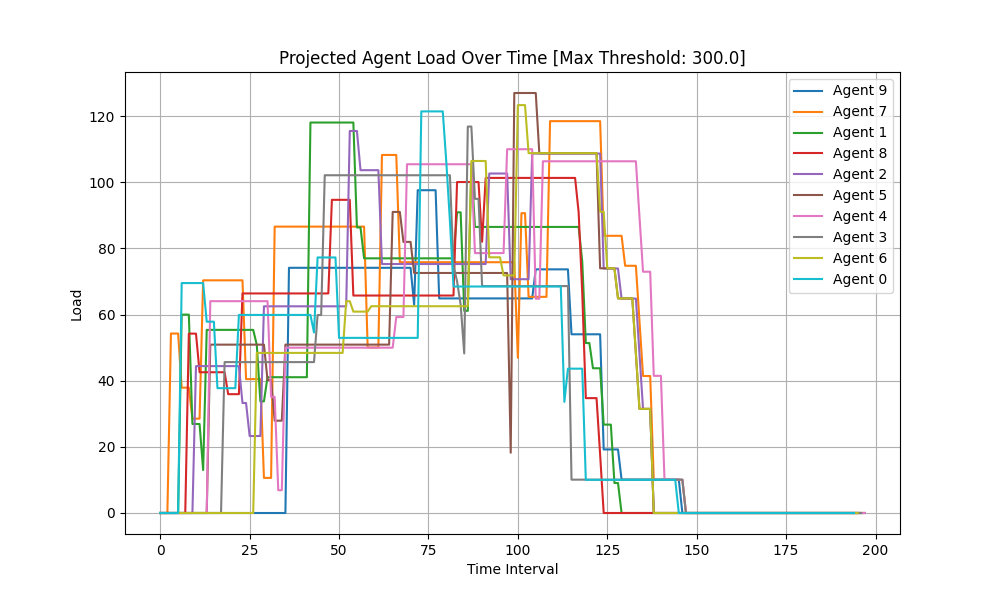 Projected Agent Load Over Time [Max Threshold: 300.0]
Load
120
100
80
60
40
20
0
0 25 50 75 100 125 150 175 200
Time Interval
Agent 9
Agent 7
Agent 1
Agent 8
Agent 2
Agent 5
Agent 4
Agent 3
Agent 6
Agent 0